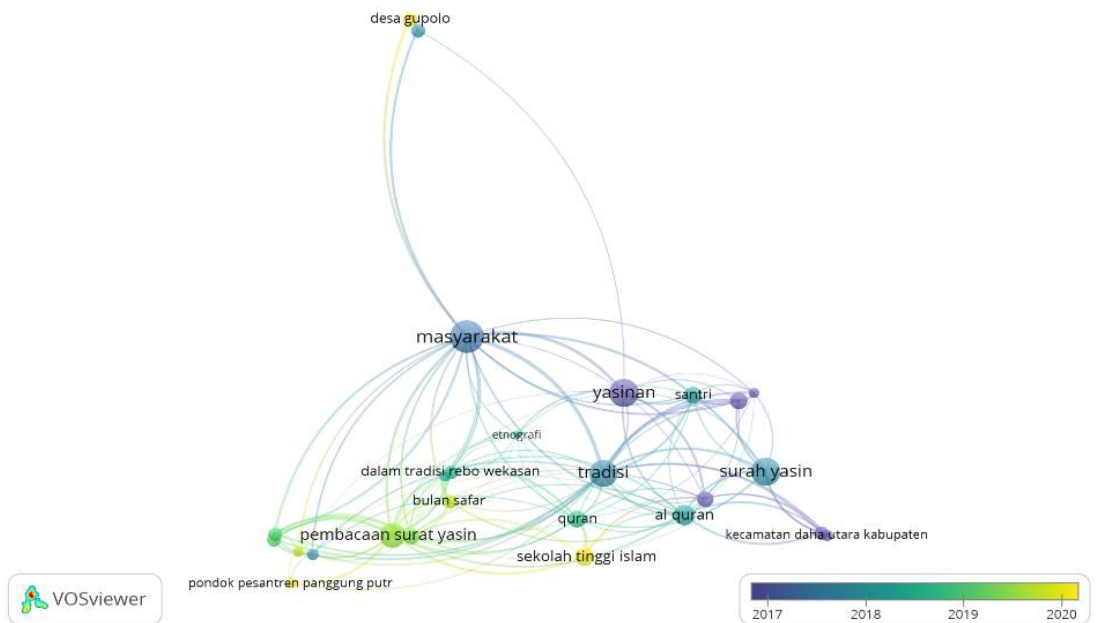 desa gupolo
masyarakat
yasinan
santri
etnografi
dalam tradisi rebo wekasan
tradisi
surah yasin
bulan safar
pembacaan surat yasin
quran
al quran
kecamatan daha utara kabupaten
sekolah tinggi islam
pondok pesantren panggung putr
VOSviewer
2017 2018 2019 2020